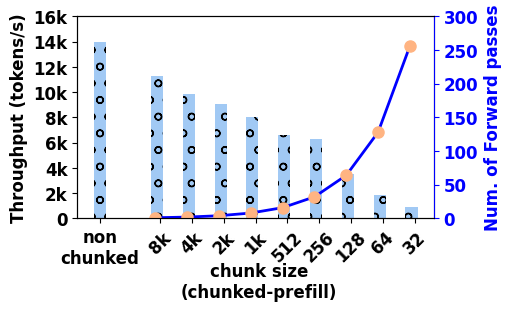 Throughput (tokens/s)
16k
14k
12k
10k
8k
6k
4k
2k
0
300
250
200
150
100
50
0
Num. of Forward passes
non
chunked
8k
4k
2k
1k
512
256
128
64
32
chunk size
(chunked-prefill)